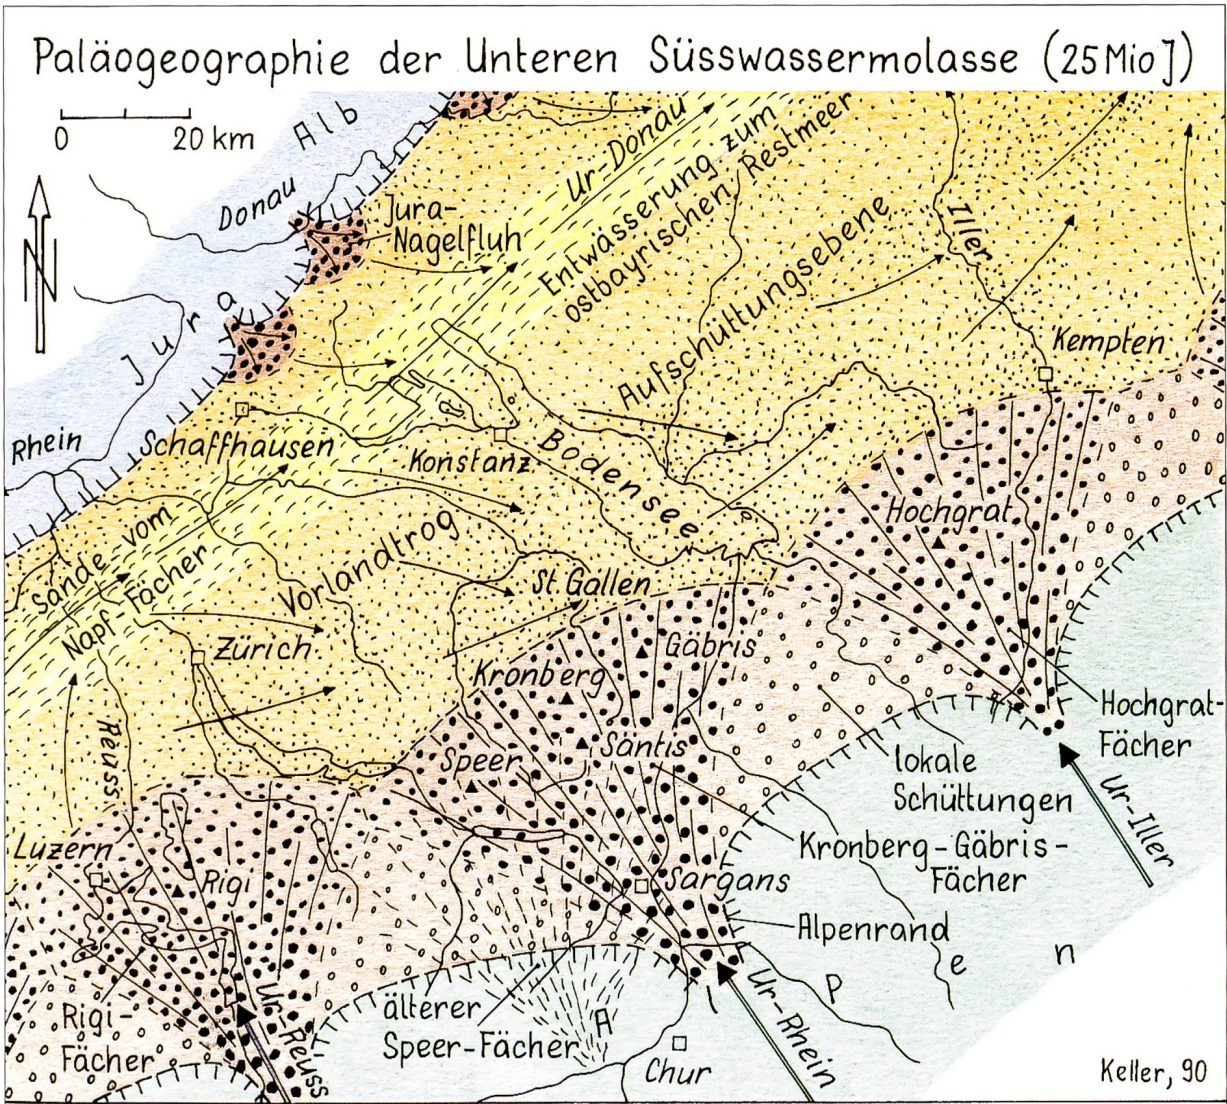 Paläogeographie der Unteren Süsswassermolasse (25 Mio J)
0 20 km
Alb
Donau
Jura-
Nagelfluh
Ur-Donau
Entwässerung zum
ostbayrischen Restmeer
Aufschüttungsebene
Iller
Kempten
N
Jura
Rhein
Schaffhausen
Konstanz
Bodensee
Sande vom
Napf Fächer
Vorlandtrog
Hochgrat
St. Gallen
Zürich
Gäbris
Kronberg
Reuss
Säntis
Speer
Hochgrat-
Fächer
lokale
Schüttungen
Ur-Iller
Luzern
Rigi
Sargans
Kronberg-Gäbris-
Fächer
Alpenrand
Rigi-
Fächer
Ur Reuss
älterer
Speer-Fächer
A P e n
Ur-Rhein
Chur
Keller, 90